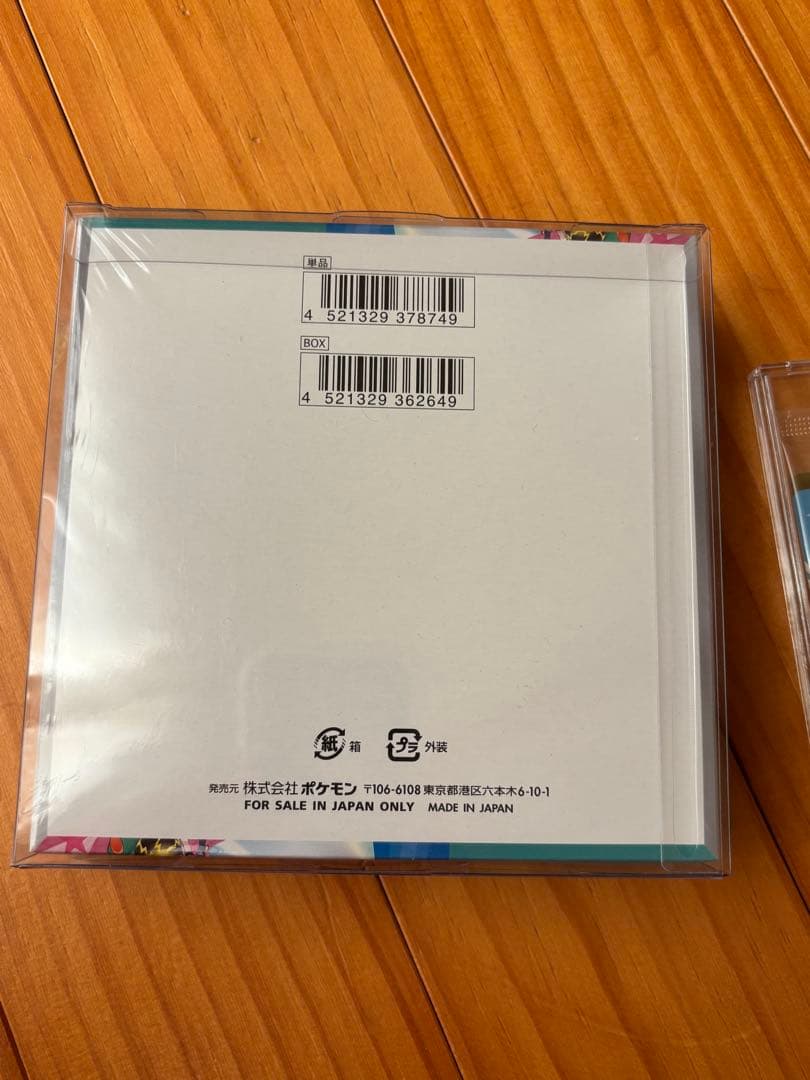 単品
4 521329 378749
BOX
4 521329 362649
紙 箱 プラ 外装
発売元 株式会社 ポケモン 〒106-6108 東京都港区六本木6-10-1
FOR SALE IN JAPAN ONLY MADE IN JAPAN